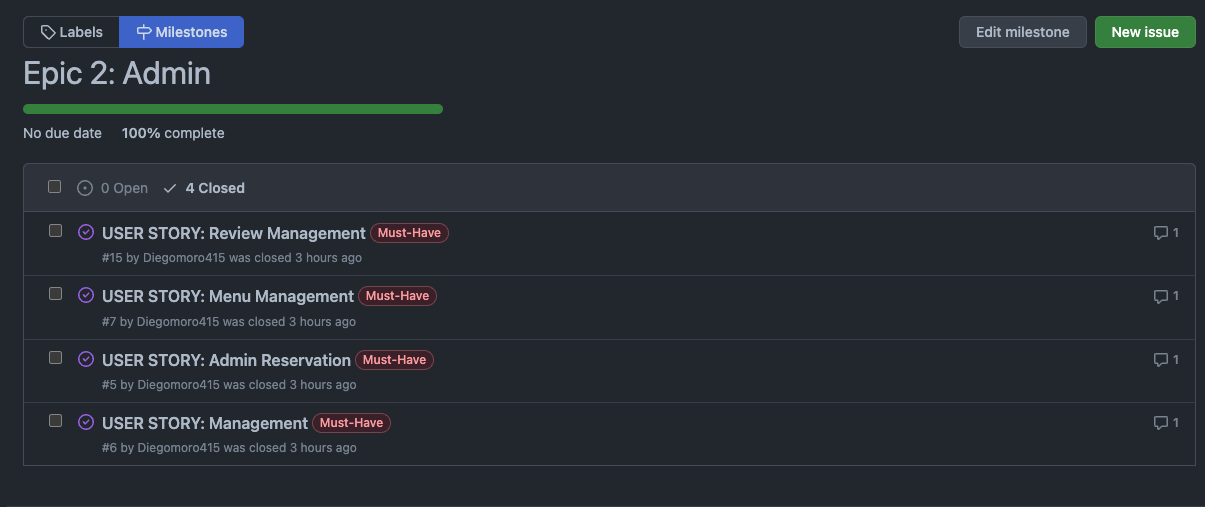 Labels Milestones Edit milestone New issue
Epic 2: Admin
No due date 100% complete
0 Open 4 Closed
USER STORY: Review Management Must-Have 1
#15 by Diegomoro415 was closed 3 hours ago
USER STORY: Menu Management Must-Have 1
#7 by Diegomoro415 was closed 3 hours ago
USER STORY: Admin Reservation Must-Have 1
#5 by Diegomoro415 was closed 3 hours ago
USER STORY: Management Must-Have 1
#6 by Diegomoro415 was closed 3 hours ago